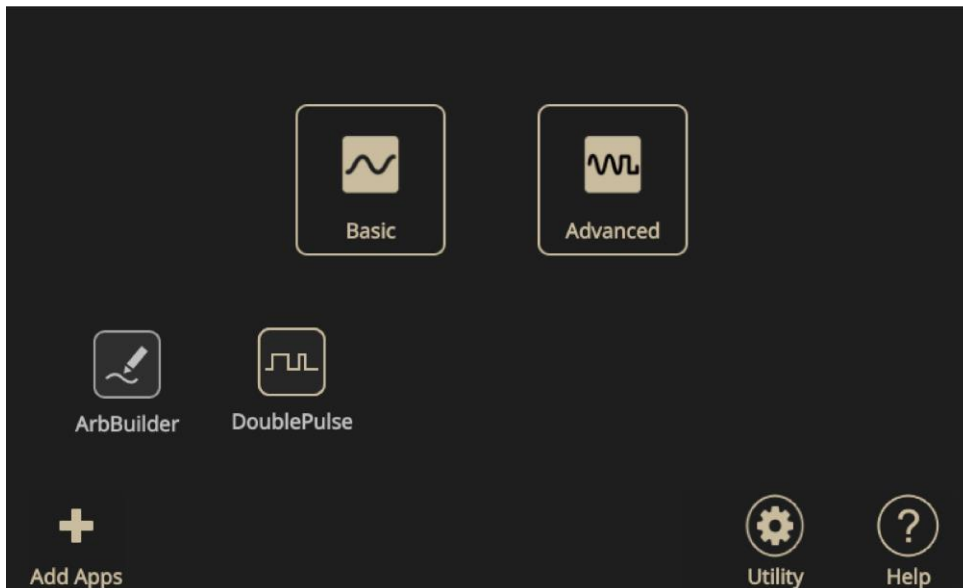 Basic
Advanced
ArbBuilder
DoublePulse
Add Apps
Utility
?
Help